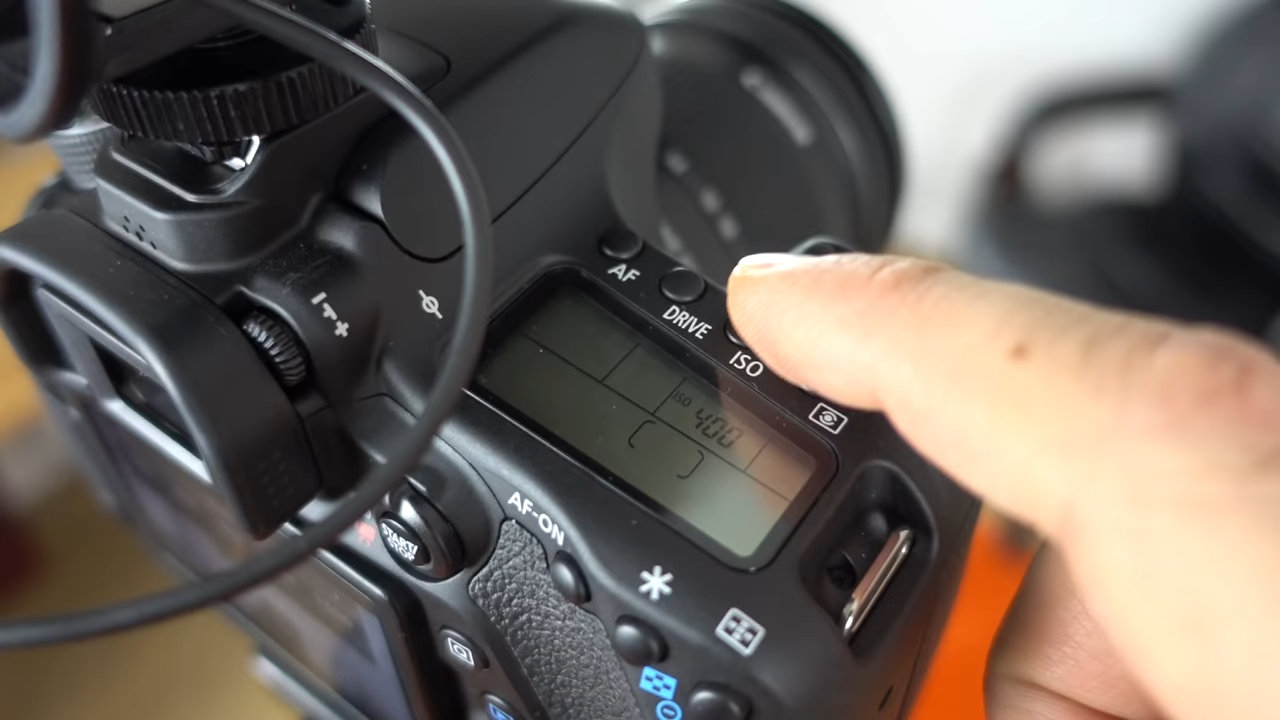 AF
DRIVE
ISO
ISO 400
AF-ON
START/
STOP
Q